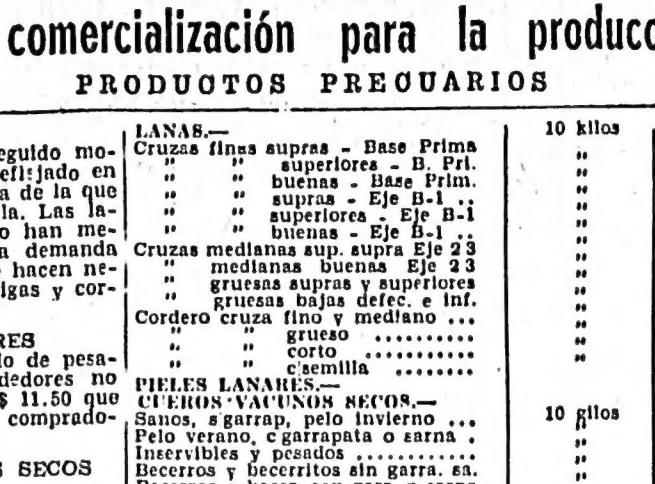 comercialización para la producc
PRODUCTOS PRECUARIOS
eguido mo-
eflejado en
a de la que
la. Las la-
o han me-
a demanda
e hacen ne-
igas y cor-
RES
lo de pesa-
dedores no
$ 11.50 que
comprado-
S SECOS
LANAS.—
Cruzas finas supras - Base Prima
" " superiores - B. Pri.
" " buenas - Base Prim.
" " supras - Eje B-1 ..
" " superiores - Eje B-1
" " buenas - Eje B-1 ..
Cruzas medianas sup. supra Eje 2 3
" medianas buenas Eje 2 3
" gruesas supras y superiores
" gruesas bajas defec. e inf.
Cordero cruza fino y mediano ...
" " grueso ..........
" " corto ..........
" " c|semilla ........
PIELES LANARES.—
CUEROS VACUNOS SECOS.—
Sanos, s|garrap, pelo invierno ...
Pelo verano, c|garrapata o sarna .
Inservibles y pesados ...........
Becerros y becerritos sin garra. sa.
10 kilos
"
"
"
"
"
"
"
"
"
"
"
"
"
10 gilos
"
"
"